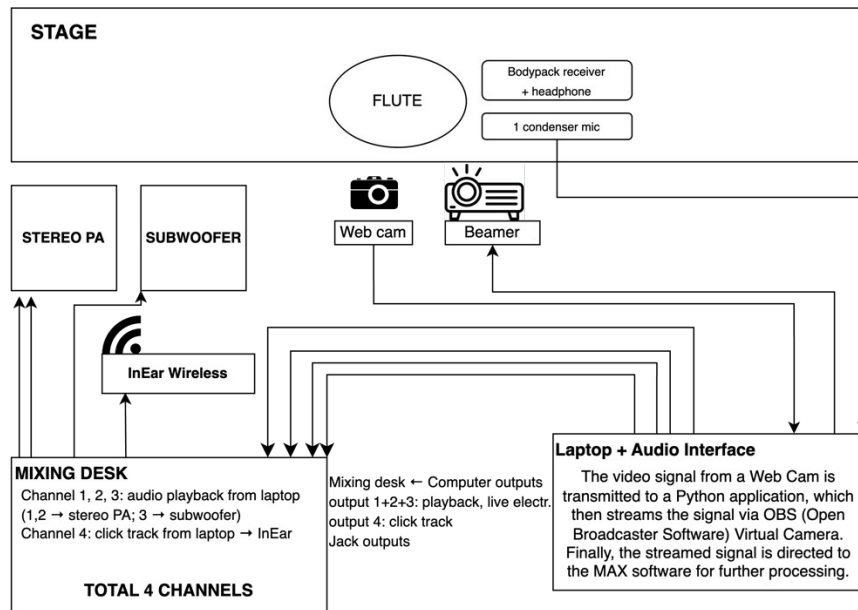 STAGE
FLUTE
Bodypack receiver
+ headphone
1 condenser mic
STEREO PA
SUBWOOFER
Web cam
Beamer
InEar Wireless
MIXING DESK
Channel 1, 2, 3: audio playback from laptop
(1,2 → stereo PA; 3 → subwoofer)
Channel 4: click track from laptop → InEar
TOTAL 4 CHANNELS
Mixing desk ← Computer outputs
output 1+2+3: playback, live electr.
output 4: click track
Jack outputs
Laptop + Audio Interface
The video signal from a Web Cam is
transmitted to a Python application, which
then streams the signal via OBS (Open
Broadcaster Software) Virtual Camera.
Finally, the streamed signal is directed to
the MAX software for further processing.